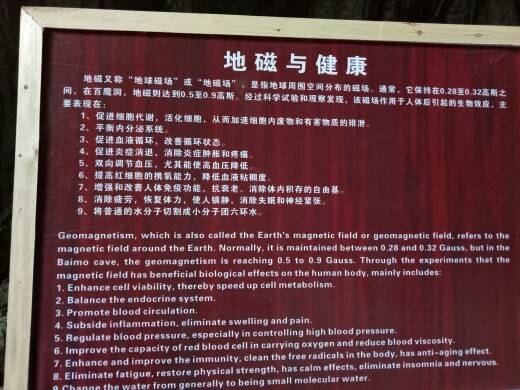 地磁与健康
地磁又称“地球磁场”或“地磁场”，是指地球周围空间分布的磁场。通常，它保持在0.28至0.32高斯之
间，在百魔洞，地磁则达到0.5至0.9高斯。经过科学试验和观察发现，该磁场作用于人体后引起的生物效应，主
要表现在：
1、促进细胞代谢，活化细胞，从而加速细胞内废物和有害物质的排泄。
2、平衡内分泌系统。
3、促进血液循环，改善循环状态。
4、促进炎症消退，消除炎症肿胀和疼痛。
5、双向调节血压，尤其能使高血压降低。
6、提高红细胞的携氧能力，降低血液粘稠度。
7、增强和改善人体免疫功能，抗衰老、消除体内积存的自由基。
8、消除疲劳，恢复体力，使人镇静，消除失眠和神经紧张。
9、将普通的水分子切割成小分子团六环水。
Geomagnetism, which is also called the Earth's magnetic field or geomagnetic field, refers to the
magnetic field around the Earth. Normally, it is maintained between 0.28 and 0.32 Gauss, but in the
Baimo cave, the geomagnetism is reaching 0.5 to 0.9 Gauss. Through the experiments that the
magnetic field has beneficial biological effects on the human body, mainly includes:
1. Enhance cell viability, thereby speed up cell metabolism.
2. Balance the endocrine system.
3. Promote blood circulation.
4. Subside inflammation, eliminate swelling and pain.
5. Regulate blood pressure, especially in controlling high blood pressure.
6. Improve the capacity of red blood cell in carrying oxygen and reduce blood viscosity.
7. Enhance and improve the immunity, clean the free radicals in the body, has anti-aging effect.
8. Eliminate fatigue, restore physical strength, has calm effects, eliminate insomnia and nervous.
9. Change the water from generally to being small molecular water.